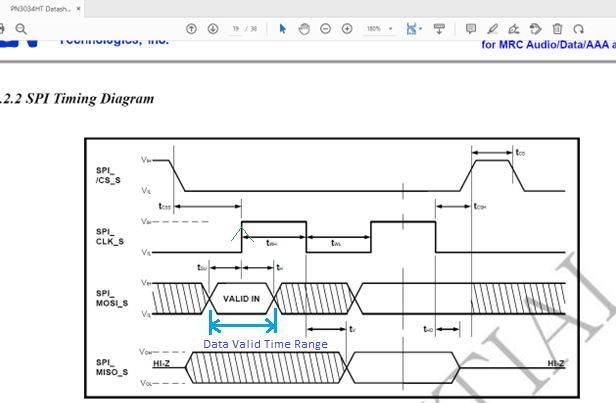 PN3034HT Datash...
19 / 38
180%
Technologies, Inc.
for MRC Audio/Data/AAA a
.2.2 SPI Timing Diagram
SPI_
/CS_S
VIH
VIL
tCS
tCSS
tCSH
SPI_
CLK_S
VIH
VIL
tWH
tWL
SPI_
MOSI_S
VIH
VIL
tSU
tH
VALID IN
Data Valid Time Range
tV
tHO
SPI_
MISO_S
VOH
VOL
HI-Z
HI-Z
TIAL